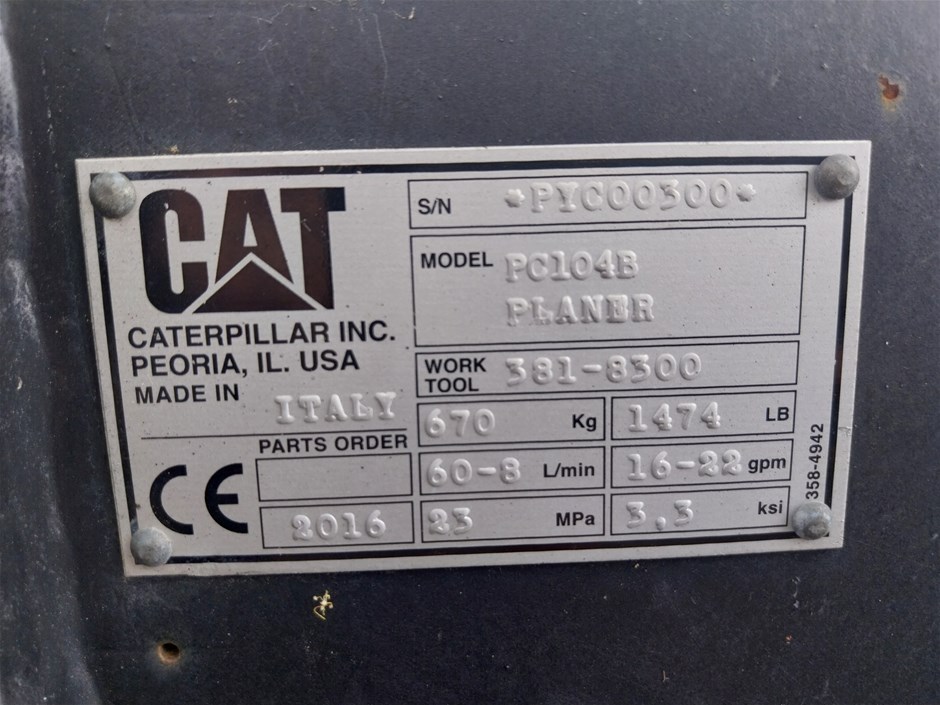 CAT
CATERPILLAR INC.
PEORIA, IL. USA
MADE IN ITALY
PARTS ORDER
CE
2016
S/N *PYC00300*
MODEL PC104B
PLANER
WORK TOOL 381-8300
670 Kg 1474 LB
60-8 L/min 16-22 gpm
23 MPa 3,3 ksi
358-4942